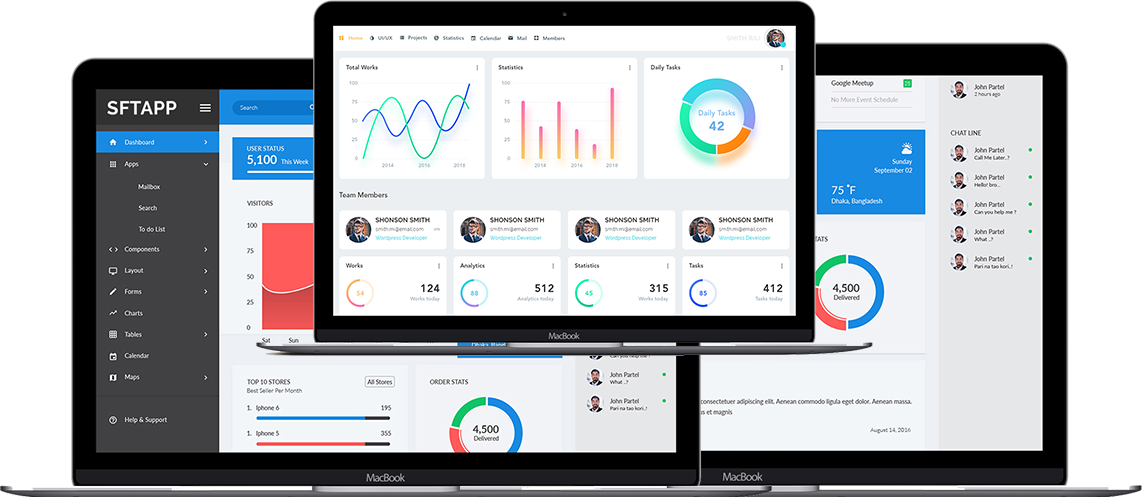 Home UI/UX Projects Statistics Calendar Mail Members
Total Works
100
75
50
25
0
2014 2016 2018
Statistics
100
75
50
25
0
2014 2016 2018
Daily Tasks
Daily Tasks
42
Team Members
SHONSON SMITH
smith.mi@email.com
Wordpress Developer
SHONSON SMITH
smith.mi@email.com
Wordpress Developer
SHONSON SMITH
smith.mi@email.com
Wordpress Developer
SHONSON SMITH
smith.mi@email.com
Wordpress Developer
Works
54
124
Works today
Analytics
88
512
Analytics today
Statistics
45
315
Works today
Tasks
85
412
Tasks today
MacBook
SFTAPP
Search
Dashboard
Apps
Mailbox
Search
To do List
Components
Layout
Forms
Charts
Tables
Calendar
Maps
Help & Support
USER STATUS
5,100 This Week
VISITORS
100
75
50
25
0
Sat Sun
TOP 10 STORES
All Stores
Best Seller Per Month
1. Iphone 6 195
1. Iphone 5 355
ORDER STATS
4,500
Delivered
Can you help me ?
John Partel
What ..?
John Partel
Pari na tao kori..!
MacBook
Google Meetup
No More Event Schedule
Sunday
September 02
75 °F
Dhaka, Bangladesh
4,500
Delivered
consectetuer adipiscing elit. Aenean commodo ligula eget dolor. Aenean massa.
us et magnis
August 14, 2016
John Partel
2 hours ago
CHAT LINE
John Partel
Call Me Later..?
John Partel
Hello! bro..
John Partel
Can you help me ?
John Partel
What ..?
John Partel
Pari na tao kori..!
MacBook